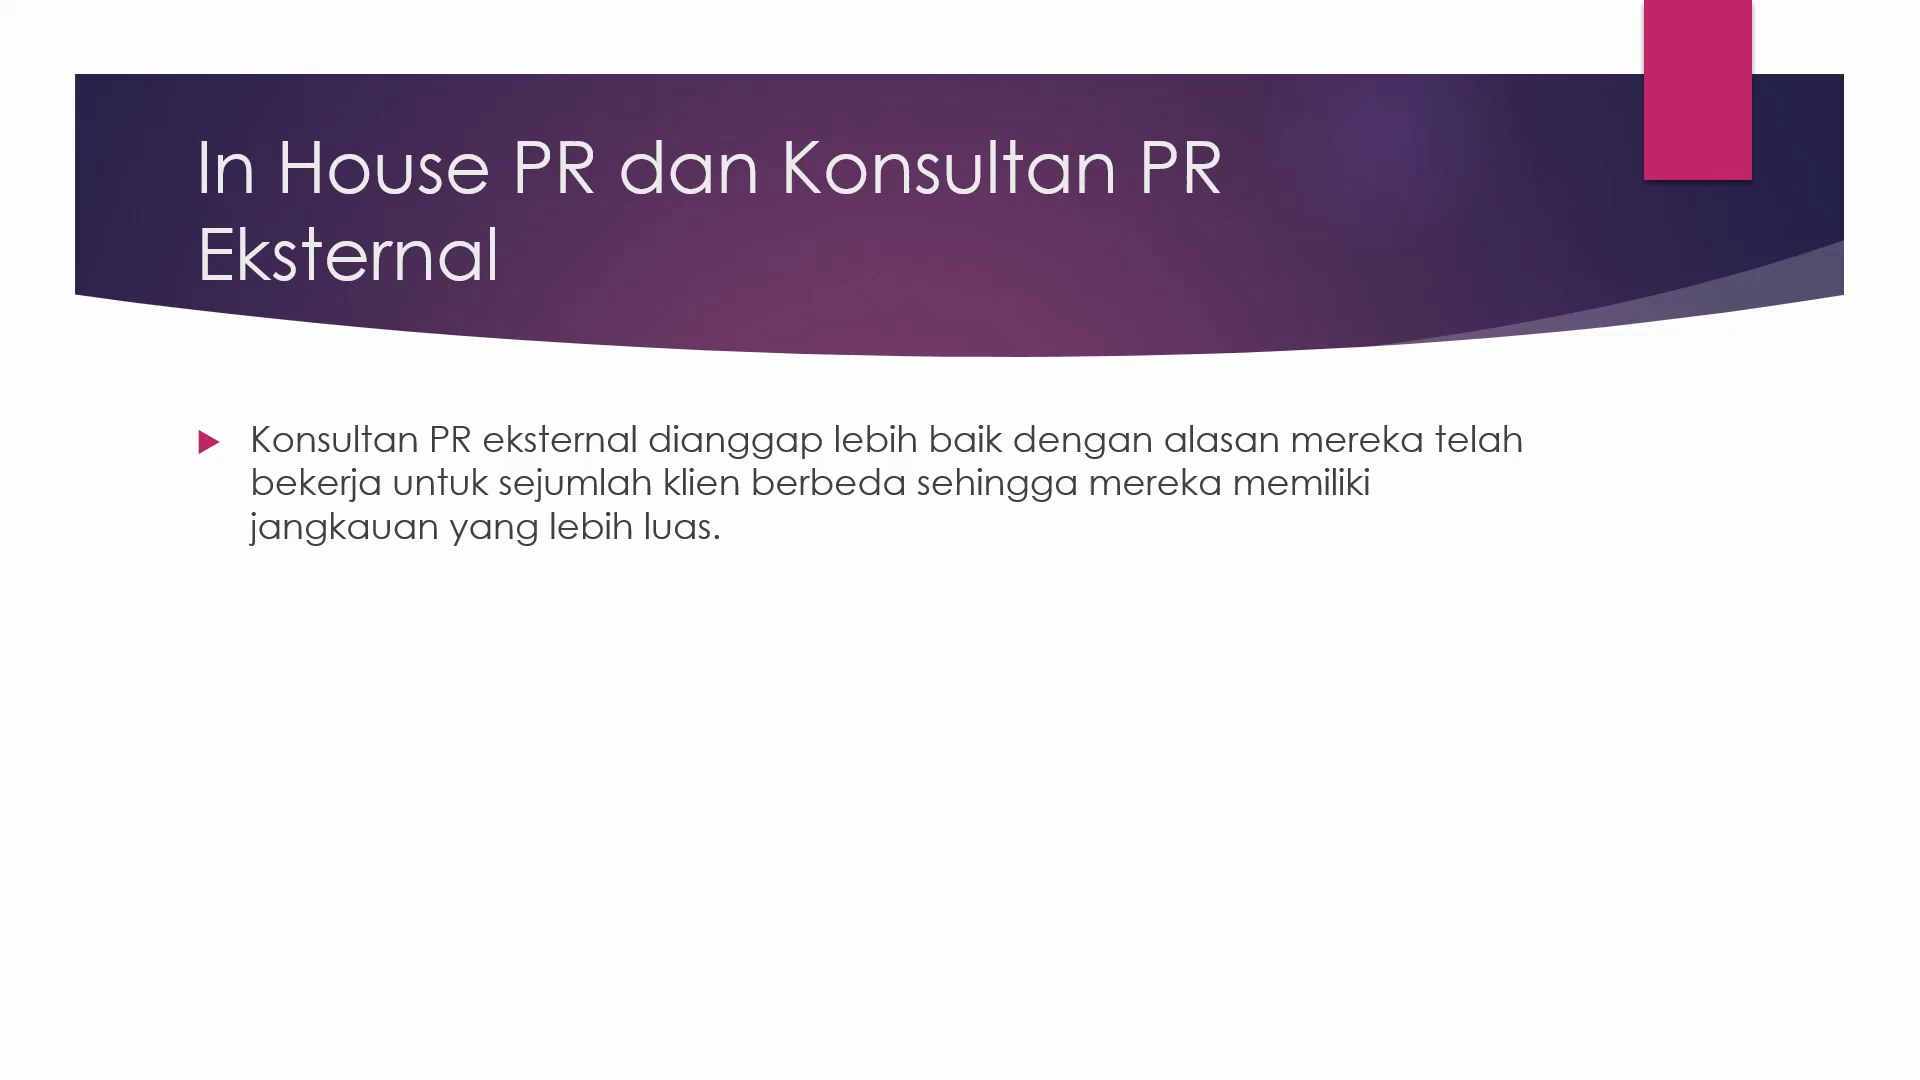 In House PR dan Konsultan PR
Eksternal
Konsultan PR eksternal dianggap lebih baik dengan alasan mereka telah
bekerja untuk sejumlah klien berbeda sehingga mereka memiliki
jangkauan yang lebih luas.